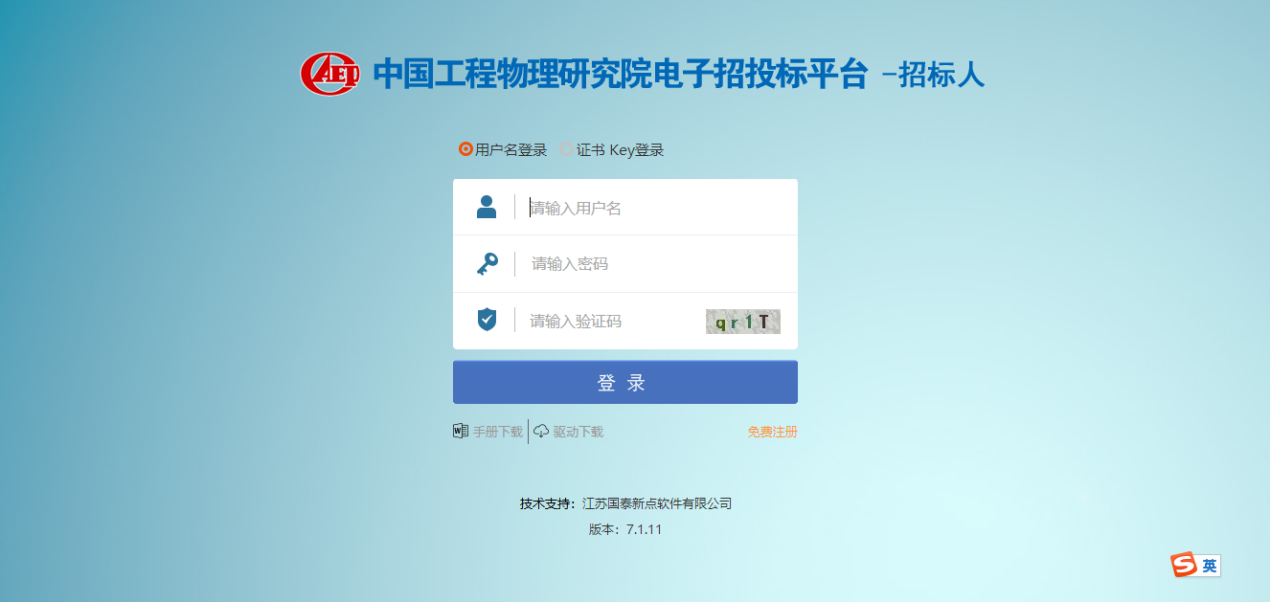 CAEP 中国工程物理研究院电子招投标平台 -招标人
用户名登录 证书 Key登录
请输入用户名
请输入密码
请输入验证码 qr1T
登 录
手册下载 驱动下载 免费注册
技术支持：江苏国泰新点软件有限公司
版本：7.1.11
S 英